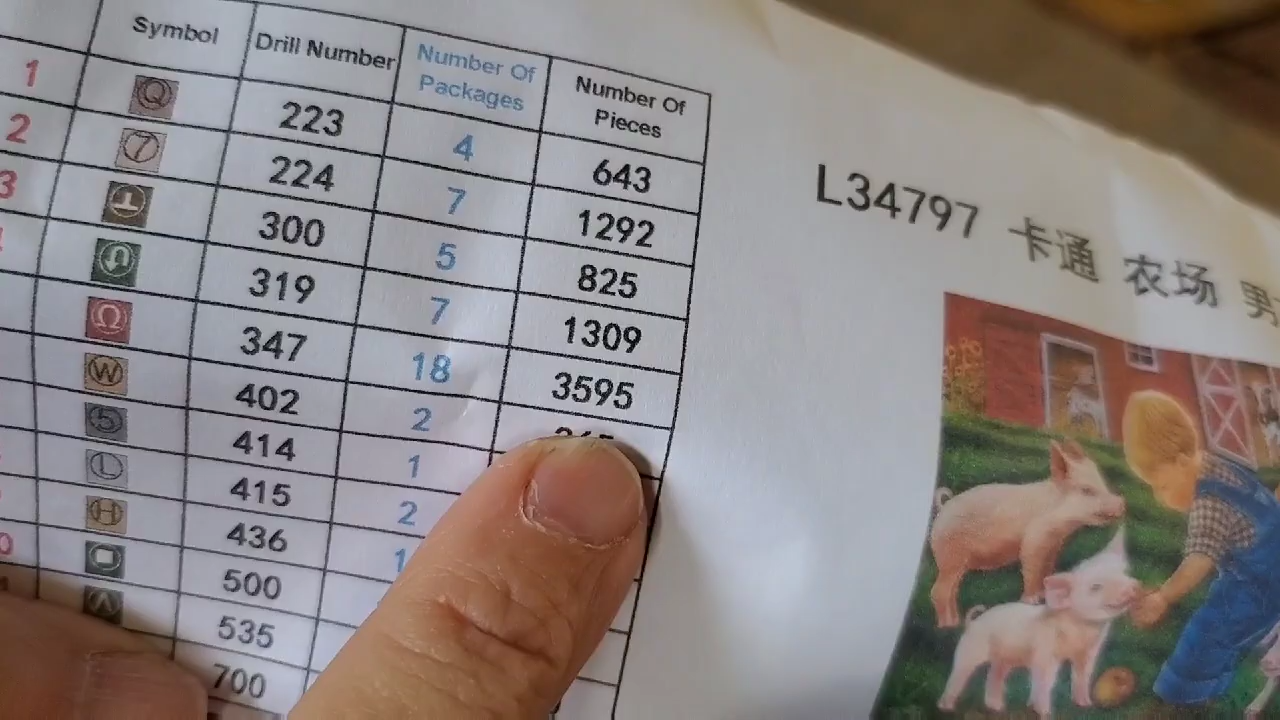 Symbol Drill Number Number Of Packages Number Of Pieces
1 Q 223 4 643
2 7 224 7 1292
3 300 5 825
319 7 1309
Ω 347 18 3595
W 402 2
5 414 1
L 415 2
H 436
500
535
700
L34797 卡通 农场 男